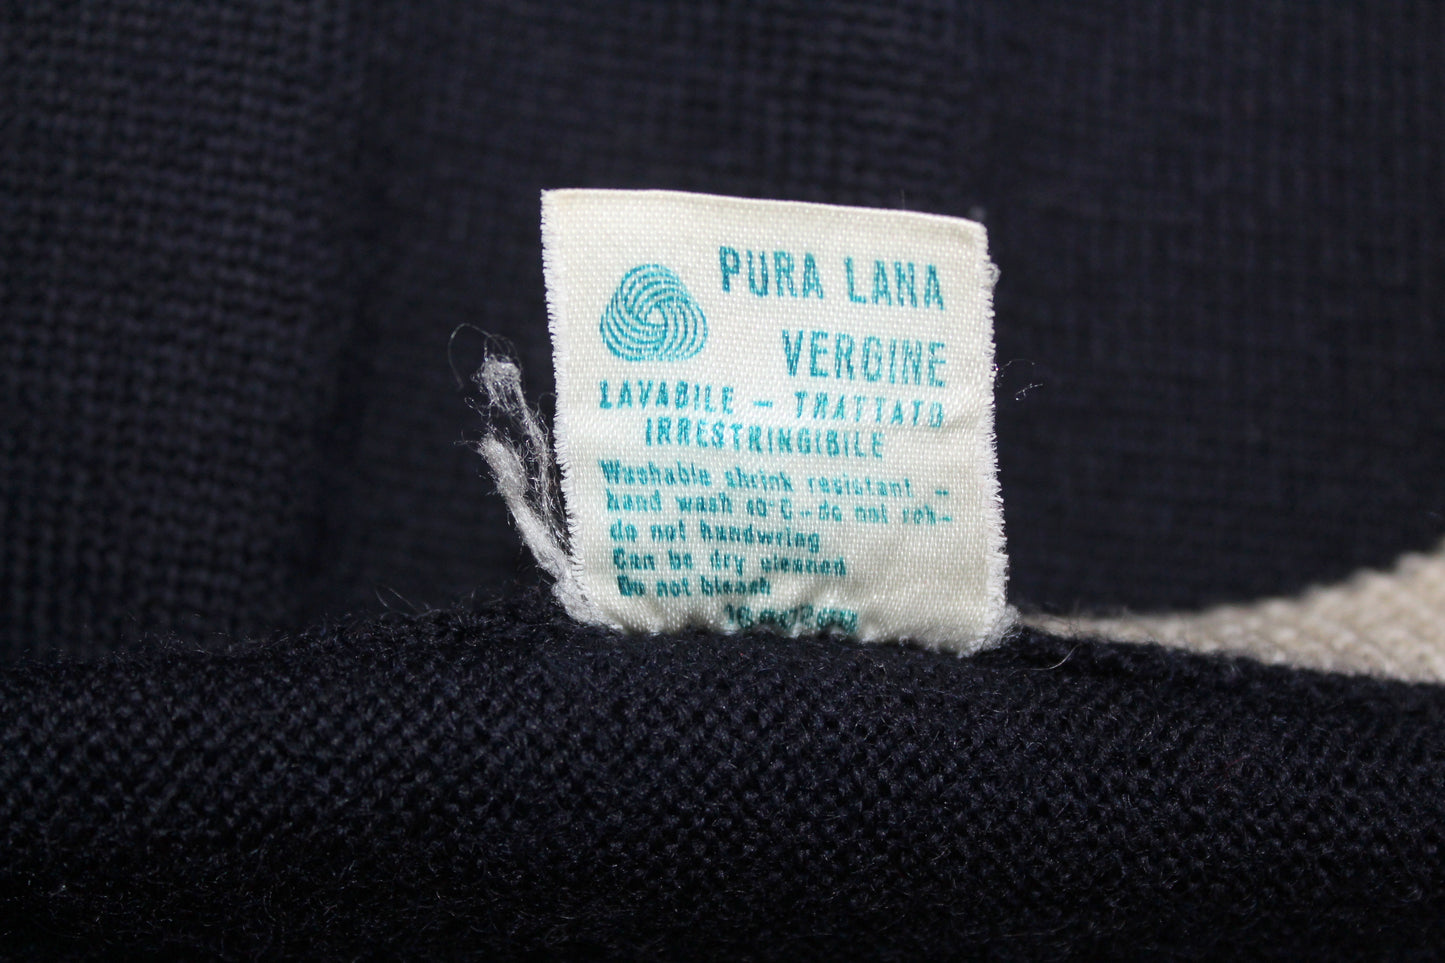 PURA LANA
VERGINE
LAVABILE - TRATTATO
IRRESTRINGIBILE
Washable shrink resistant -
hand wash 40°C - do not rub -
do not handwring
Can be dry cleaned
Do not bleach